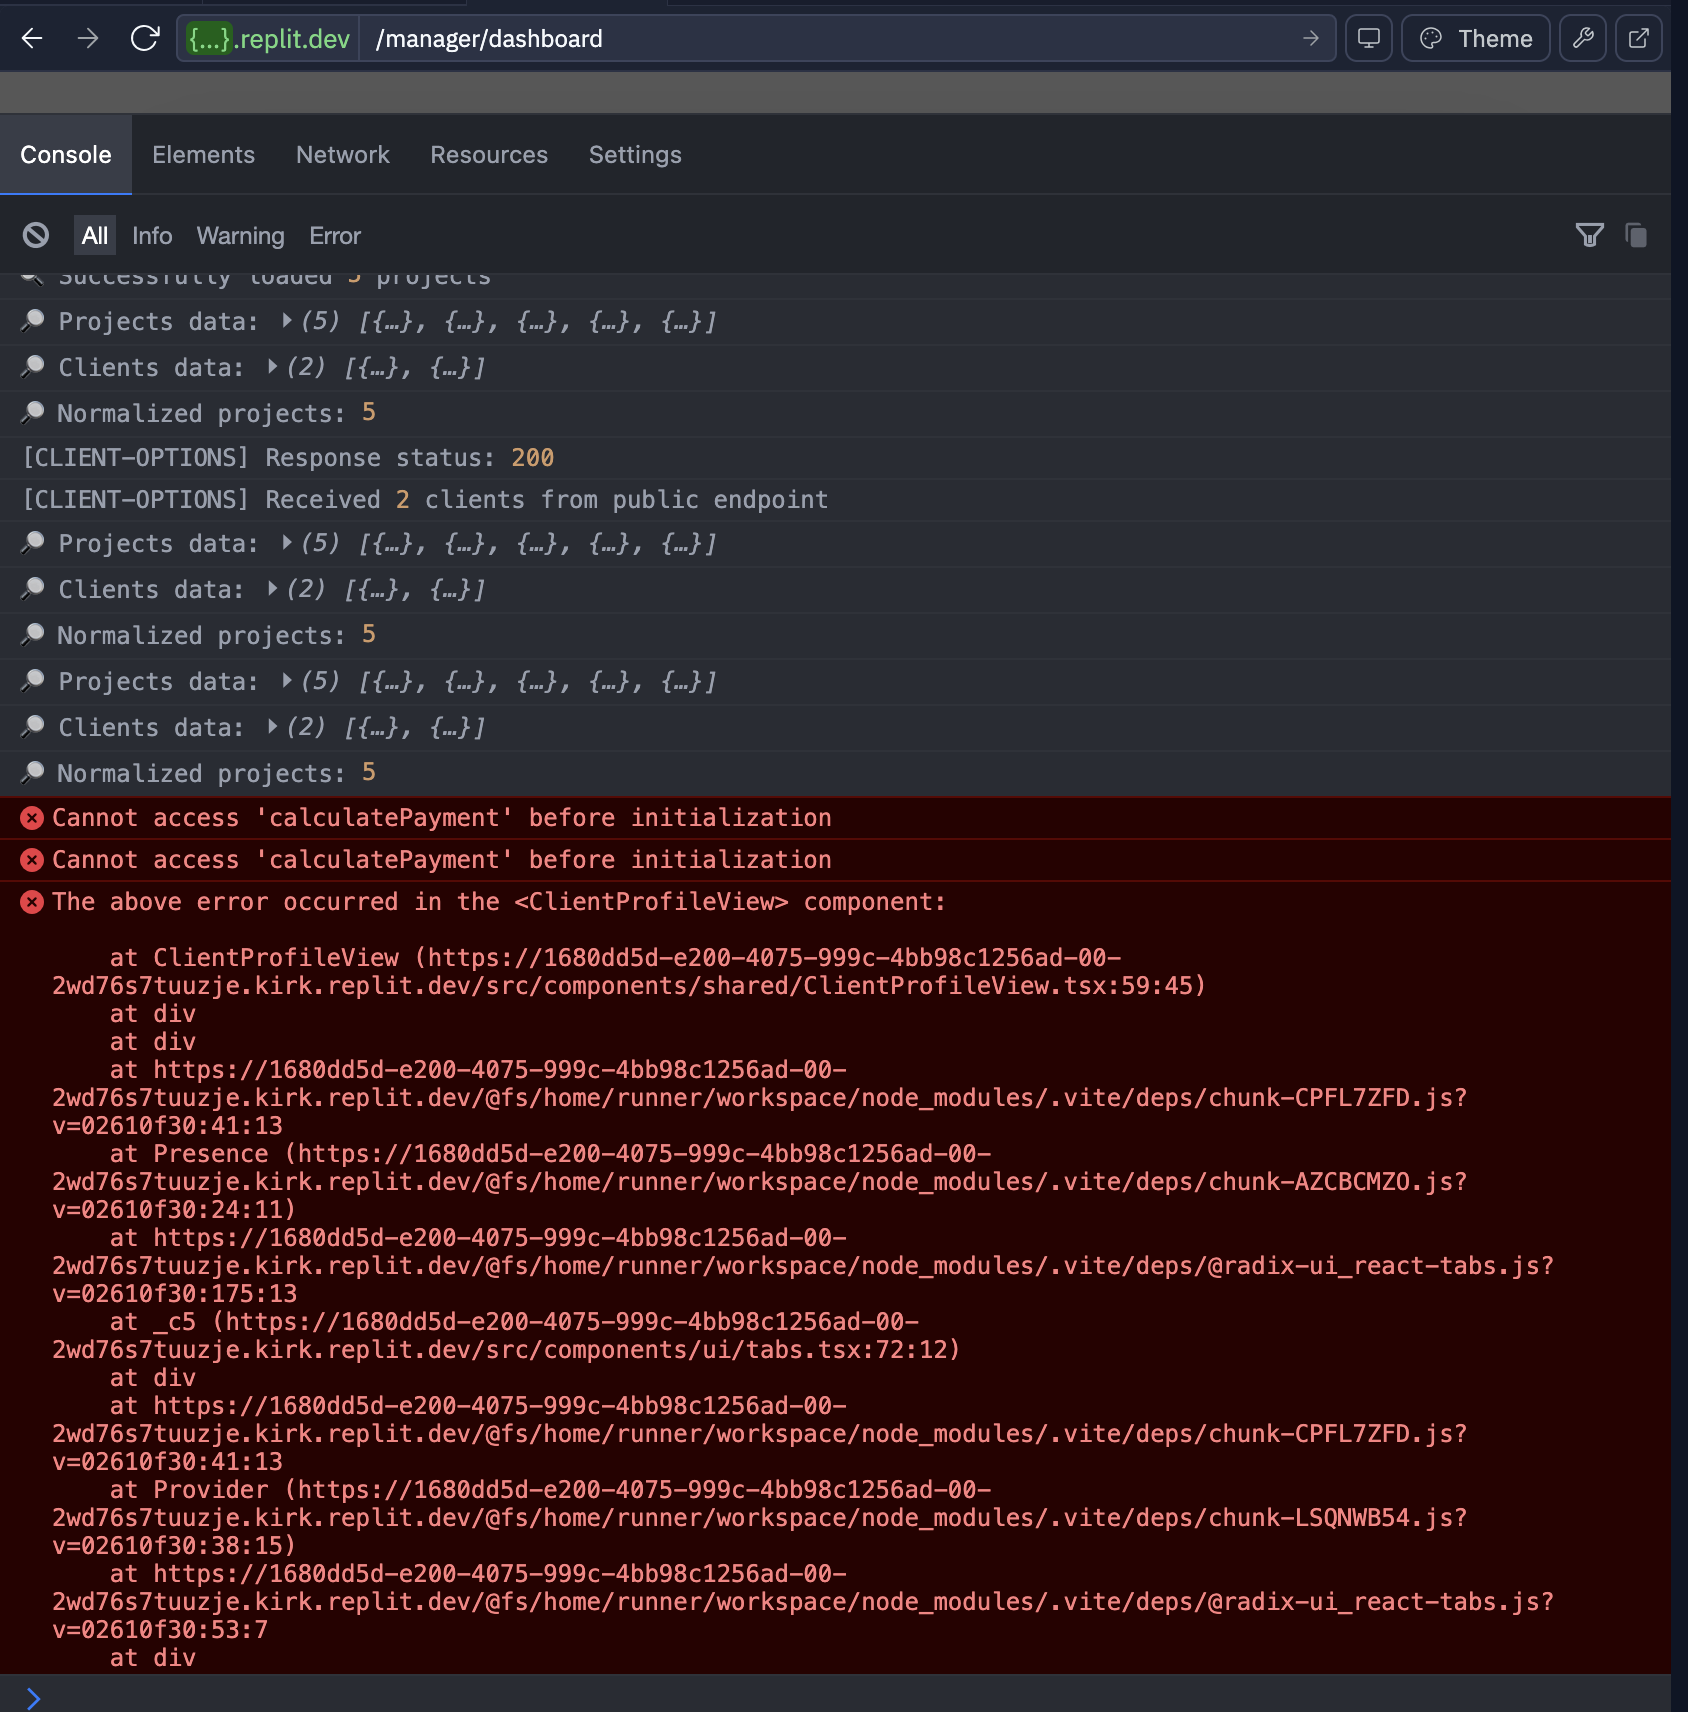 {...}.replit.dev /manager/dashboard Theme
Console Elements Network Resources Settings
All Info Warning Error
🔍 Successfully loaded 5 projects
🔎 Projects data: ▶(5) [{…}, {…}, {…}, {…}, {…}]
🔎 Clients data: ▶(2) [{…}, {…}]
🔎 Normalized projects: 5
[CLIENT-OPTIONS] Response status: 200
[CLIENT-OPTIONS] Received 2 clients from public endpoint
🔎 Projects data: ▶(5) [{…}, {…}, {…}, {…}, {…}]
🔎 Clients data: ▶(2) [{…}, {…}]
🔎 Normalized projects: 5
🔎 Projects data: ▶(5) [{…}, {…}, {…}, {…}, {…}]
🔎 Clients data: ▶(2) [{…}, {…}]
🔎 Normalized projects: 5
Cannot access 'calculatePayment' before initialization
Cannot access 'calculatePayment' before initialization
The above error occurred in the <ClientProfileView> component:
at ClientProfileView (https://1680dd5d-e200-4075-999c-4bb98c1256ad-00-
2wd76s7tuuzje.kirk.replit.dev/src/components/shared/ClientProfileView.tsx:59:45)
at div
at div
at https://1680dd5d-e200-4075-999c-4bb98c1256ad-00-
2wd76s7tuuzje.kirk.replit.dev/@fs/home/runner/workspace/node_modules/.vite/deps/chunk-CPFL7ZFD.js?
v=02610f30:41:13
at Presence (https://1680dd5d-e200-4075-999c-4bb98c1256ad-00-
2wd76s7tuuzje.kirk.replit.dev/@fs/home/runner/workspace/node_modules/.vite/deps/chunk-AZCBCMZO.js?
v=02610f30:24:11)
at https://1680dd5d-e200-4075-999c-4bb98c1256ad-00-
2wd76s7tuuzje.kirk.replit.dev/@fs/home/runner/workspace/node_modules/.vite/deps/@radix-ui_react-tabs.js?
v=02610f30:175:13
at _c5 (https://1680dd5d-e200-4075-999c-4bb98c1256ad-00-
2wd76s7tuuzje.kirk.replit.dev/src/components/ui/tabs.tsx:72:12)
at div
at https://1680dd5d-e200-4075-999c-4bb98c1256ad-00-
2wd76s7tuuzje.kirk.replit.dev/@fs/home/runner/workspace/node_modules/.vite/deps/chunk-CPFL7ZFD.js?
v=02610f30:41:13
at Provider (https://1680dd5d-e200-4075-999c-4bb98c1256ad-00-
2wd76s7tuuzje.kirk.replit.dev/@fs/home/runner/workspace/node_modules/.vite/deps/chunk-LSQNWB54.js?
v=02610f30:38:15)
at https://1680dd5d-e200-4075-999c-4bb98c1256ad-00-
2wd76s7tuuzje.kirk.replit.dev/@fs/home/runner/workspace/node_modules/.vite/deps/@radix-ui_react-tabs.js?
v=02610f30:53:7
at div